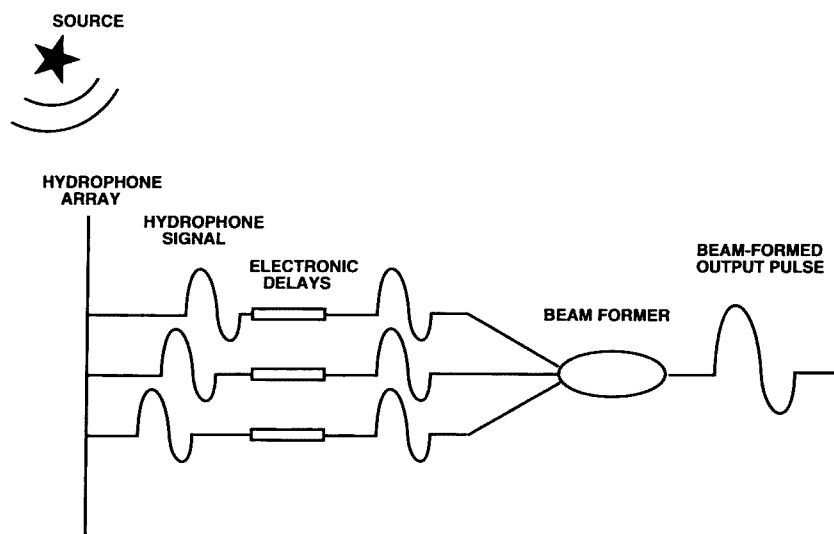 SOURCE
HYDROPHONE
ARRAY
HYDROPHONE
SIGNAL
ELECTRONIC
DELAYS
BEAM FORMER
BEAM-FORMED
OUTPUT PULSE